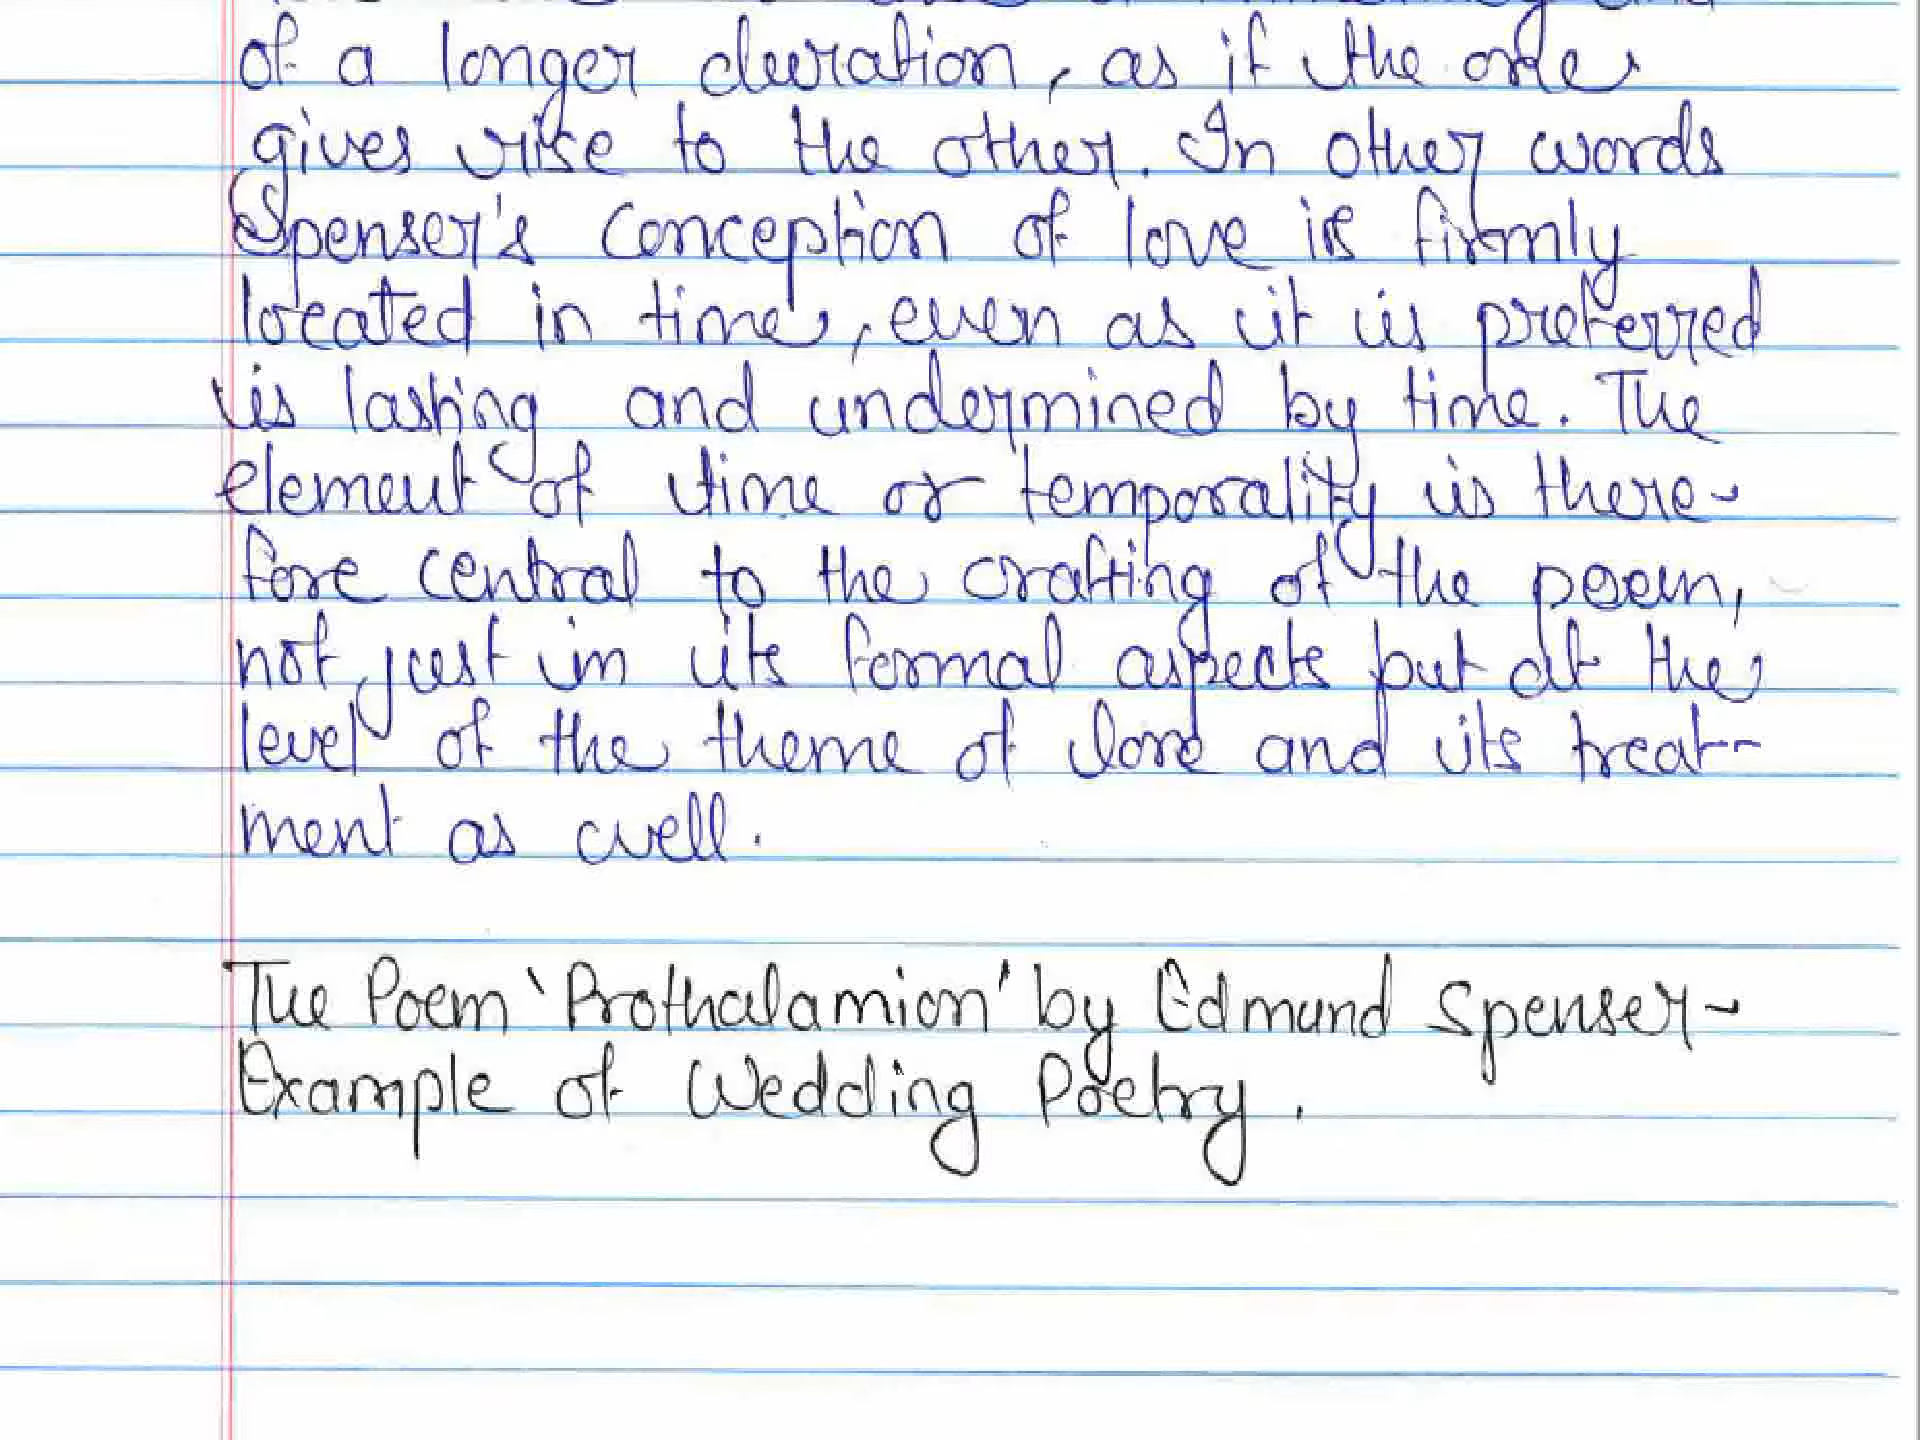 of a longer duration, as if the one
gives rise to the other. In other words
Spenser's conception of love is firmly
located in time, even as it is preferred
is lasting and undermined by time. The
element of time or temporality is there-
fore central to the crafting of the poem,
not just in its formal aspects but at the
level of the theme of love and its treat-
ment as well.
The Poem 'Prothalamion' by Edmund Spenser-
Example of Wedding Poetry.